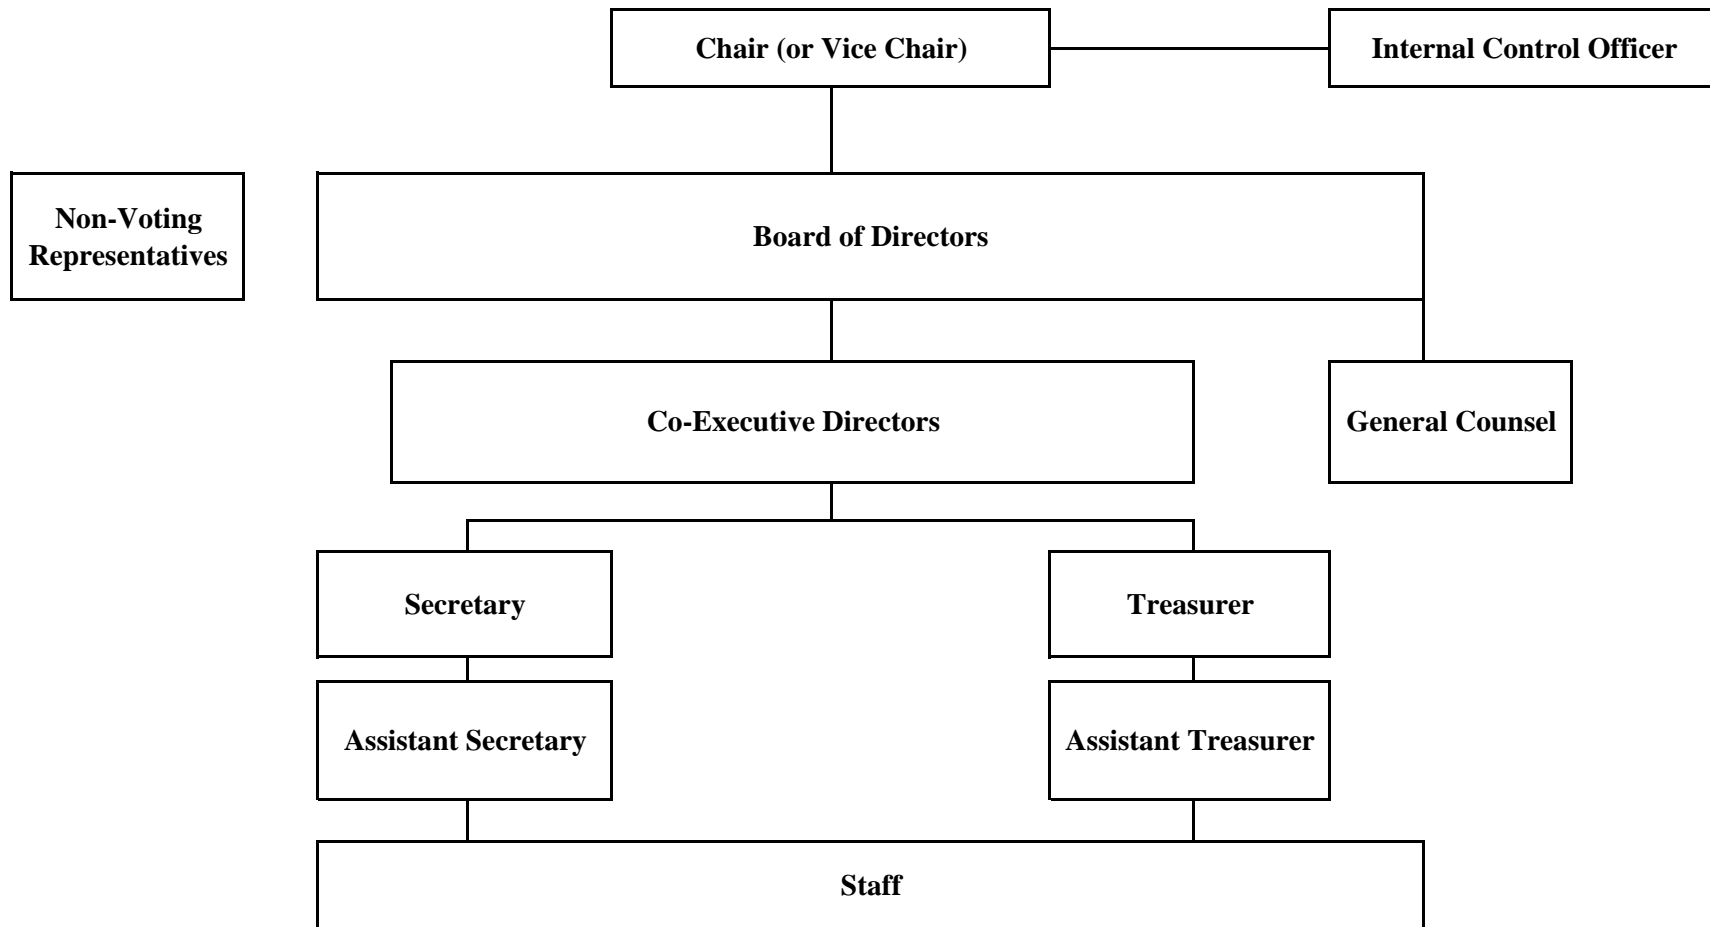 Chair (or Vice Chair)
Internal Control Officer
Non-Voting
Representatives
Board of Directors
Co-Executive Directors
General Counsel
Secretary
Treasurer
Assistant Secretary
Assistant Treasurer
Staff